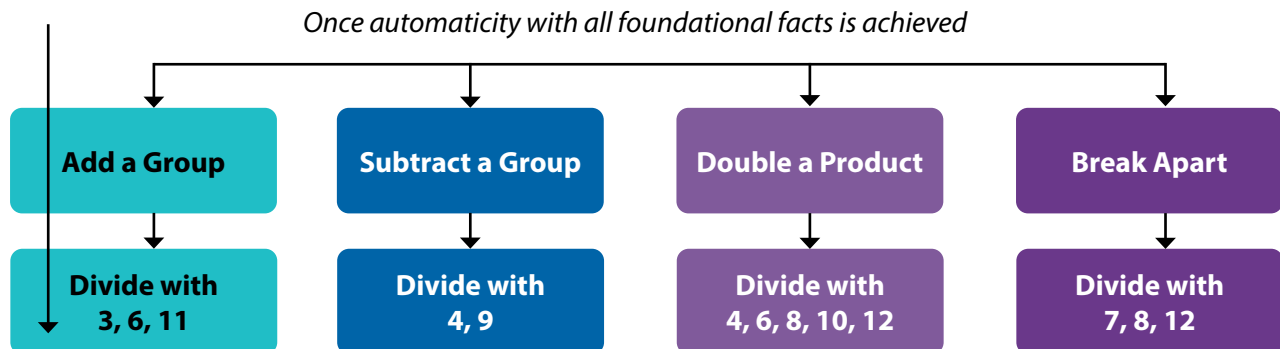 Once automaticity with all foundational facts is achieved
Add a Group
Subtract a Group
Double a Product
Break Apart
Divide with
3, 6, 11
Divide with
4, 9
Divide with
4, 6, 8, 10, 12
Divide with
7, 8, 12